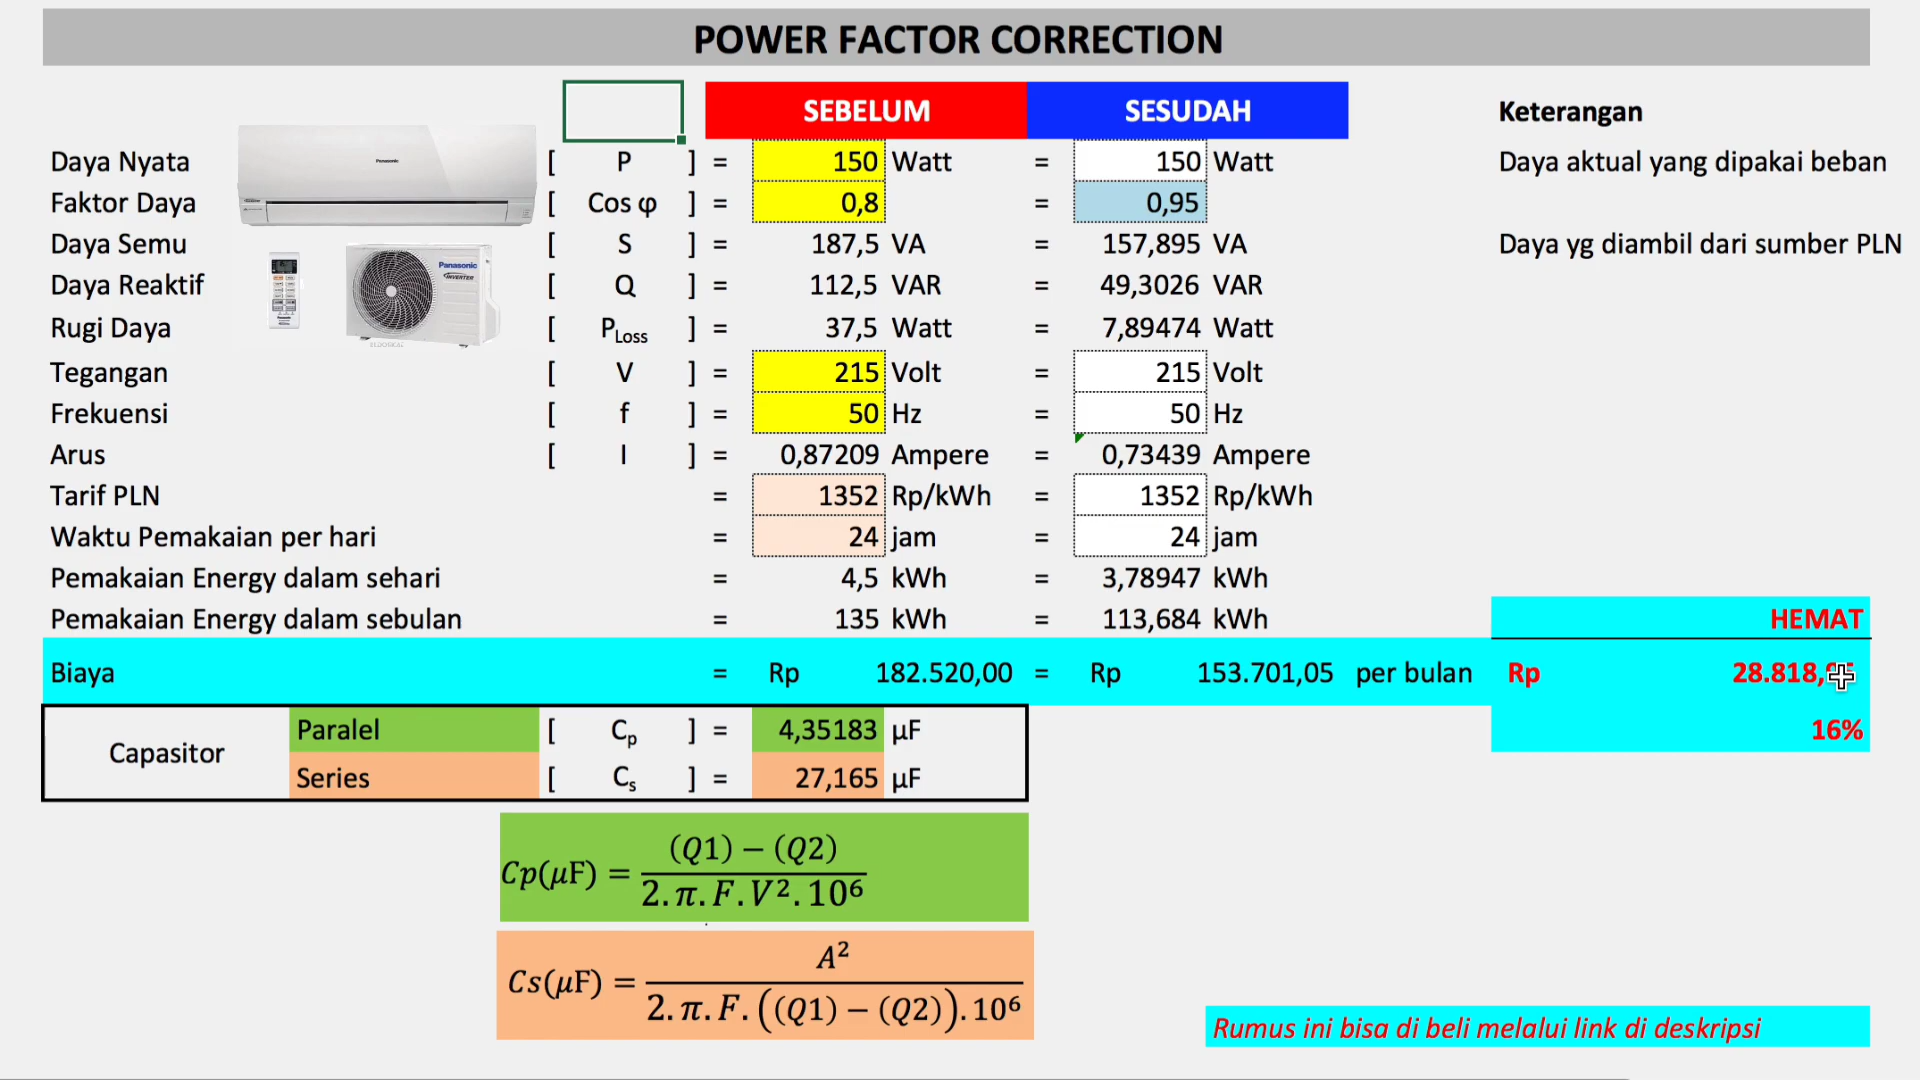 POWER FACTOR CORRECTION
SEBELUM SESUDAH Keterangan
Daya Nyata [ P ] = 150 Watt = 150 Watt Daya aktual yang dipakai beban
Faktor Daya [ Cos φ ] = 0,8 = 0,95
Daya Semu [ S ] = 187,5 VA = 157,895 VA Daya yg diambil dari sumber PLN
Daya Reaktif [ Q ] = 112,5 VAR = 49,3026 VAR
Rugi Daya [ P_Loss ] = 37,5 Watt = 7,89474 Watt
Tegangan [ V ] = 215 Volt = 215 Volt
Frekuensi [ f ] = 50 Hz = 50 Hz
Arus [ I ] = 0,87209 Ampere = 0,73439 Ampere
Tarif PLN = 1352 Rp/kWh = 1352 Rp/kWh
Waktu Pemakaian per hari = 24 jam = 24 jam
Pemakaian Energy dalam sehari = 4,5 kWh = 3,78947 kWh
Pemakaian Energy dalam sebulan = 135 kWh = 113,684 kWh HEMAT
Biaya = Rp 182.520,00 = Rp 153.701,05 per bulan Rp 28.818,
16%
Capasitor
Paralel [ C_p ] = 4,35183 μF
Series [ C_s ] = 27,165 μF
Cp(μF) = (Q1) − (Q2) / 2. π. F. V². 10⁶
Cs(μF) = A² / 2. π. F. ((Q1) − (Q2)). 10⁶
Rumus ini bisa di beli melalui link di deskripsi
Panasonic
Panasonic
INVERTER